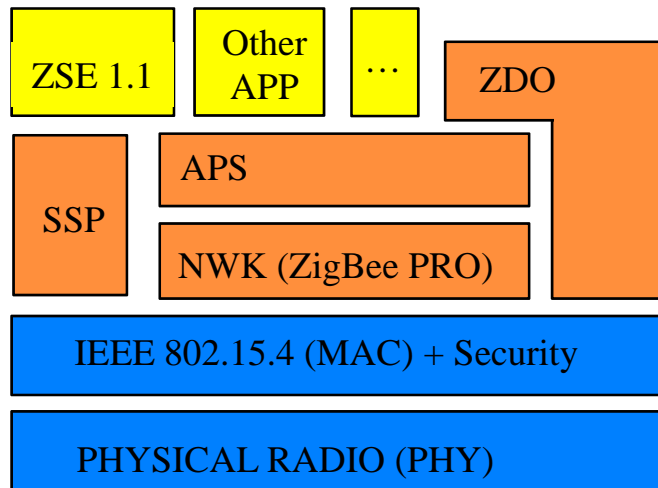 ZSE 1.1
Other
APP
...
ZDO
SSP
APS
NWK (ZigBee PRO)
IEEE 802.15.4 (MAC) + Security
PHYSICAL RADIO (PHY)